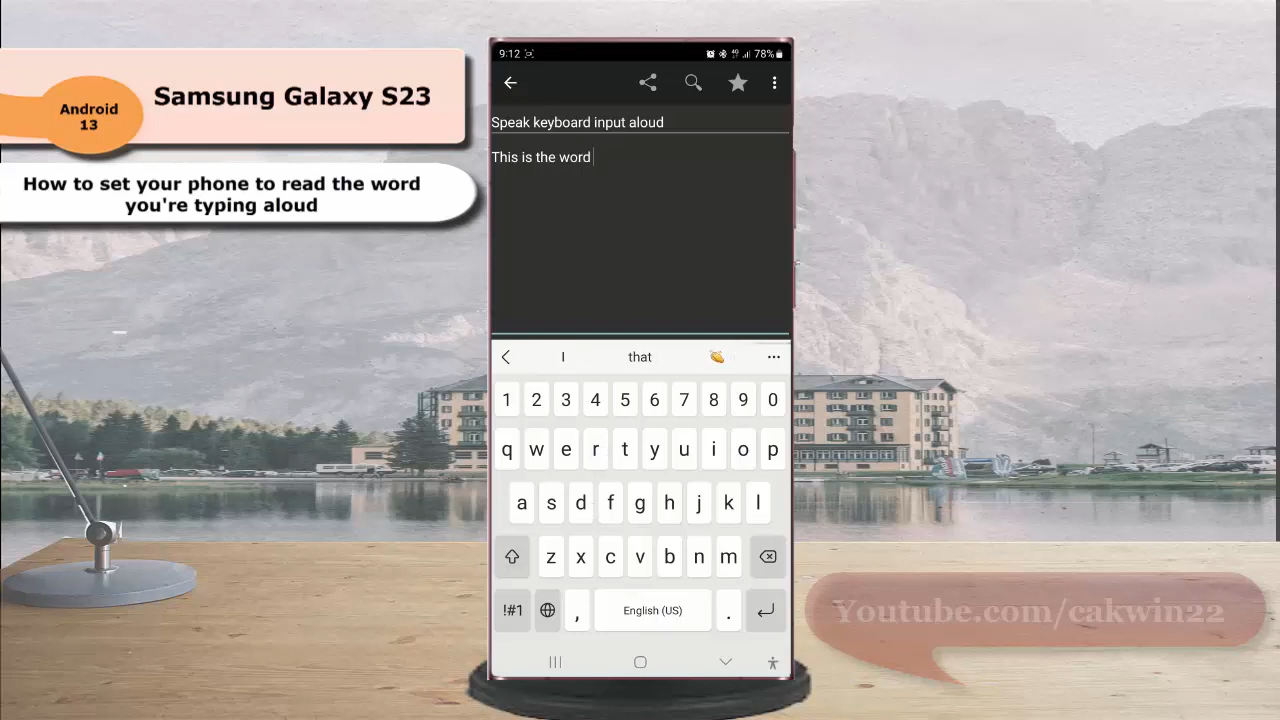 Android
13
Samsung Galaxy S23
How to set your phone to read the word
you're typing aloud
9:12 78%
Speak keyboard input aloud
This is the word
I that
1 2 3 4 5 6 7 8 9 0
q w e r t y u i o p
a s d f g h j k l
z x c v b n m
!#1 , English (US) .
Youtube.com/cakwin22